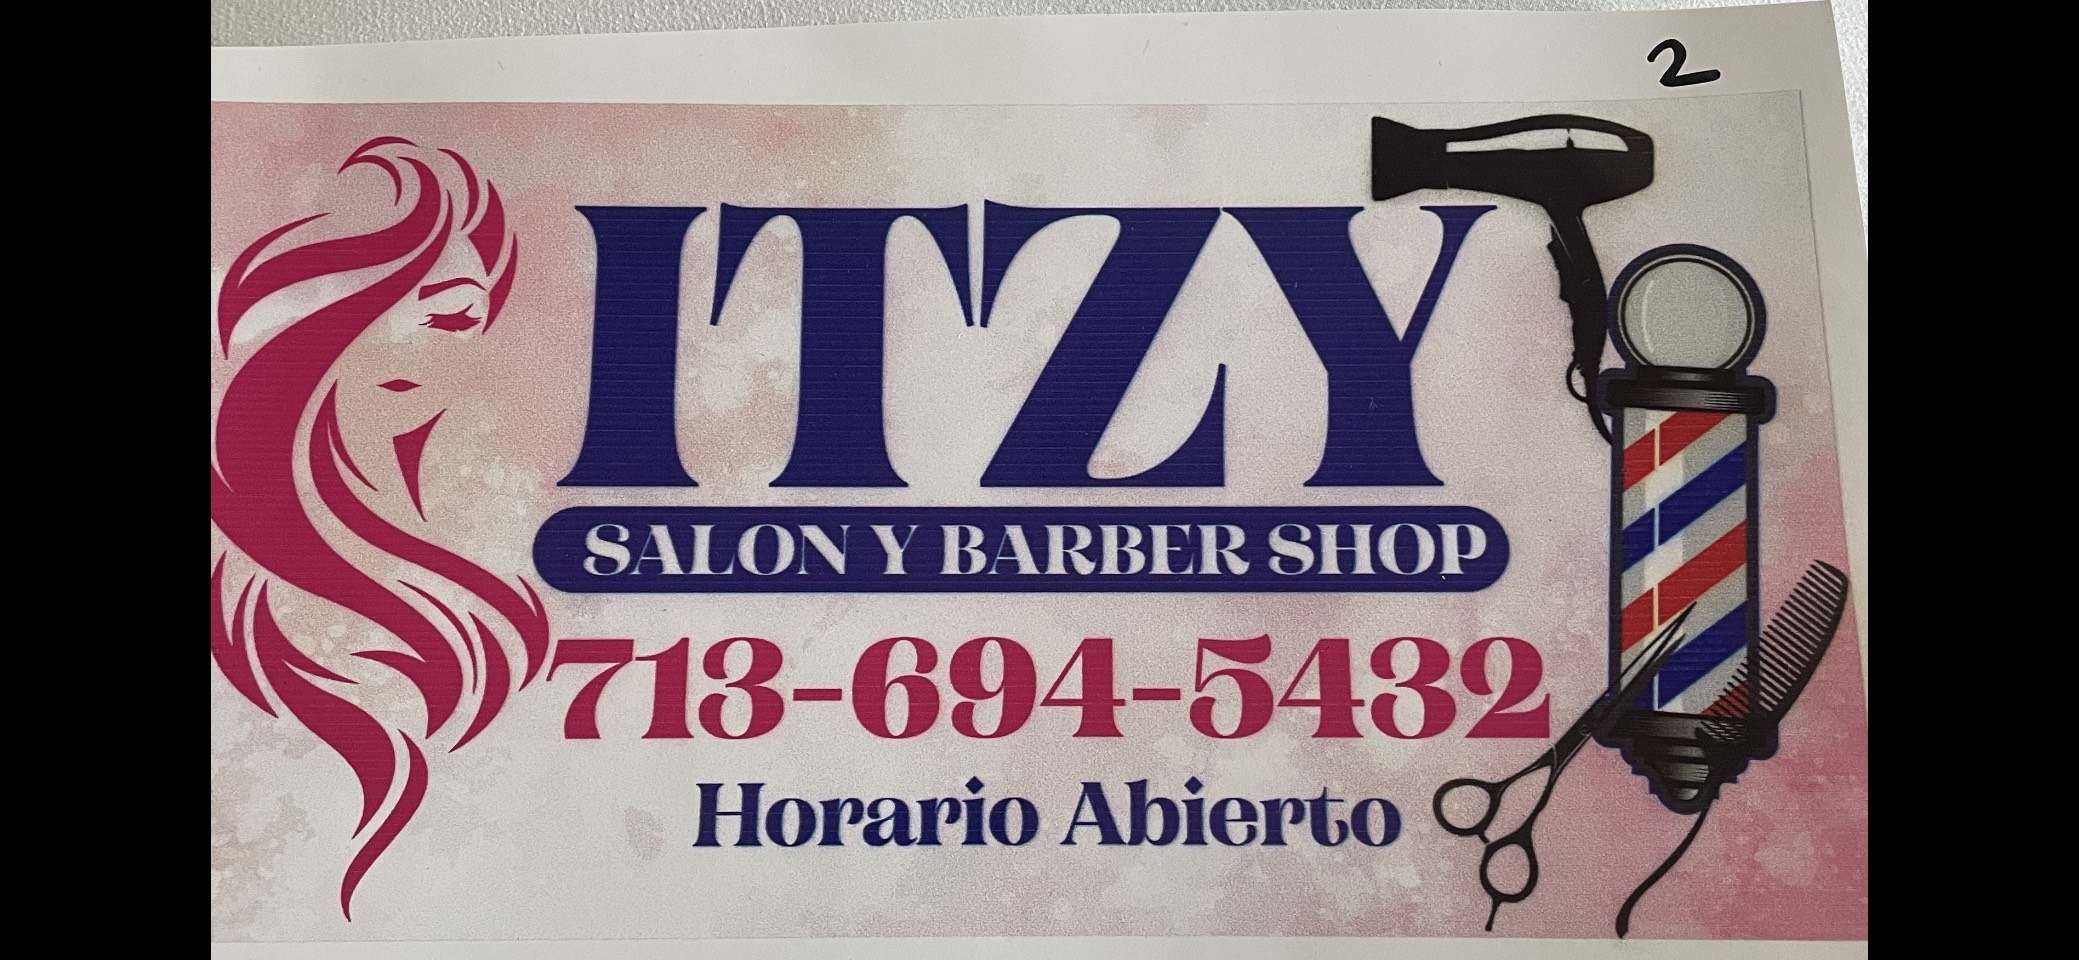 2
ITZY
SALON Y BARBER SHOP
713-694-5432
Horario Abierto